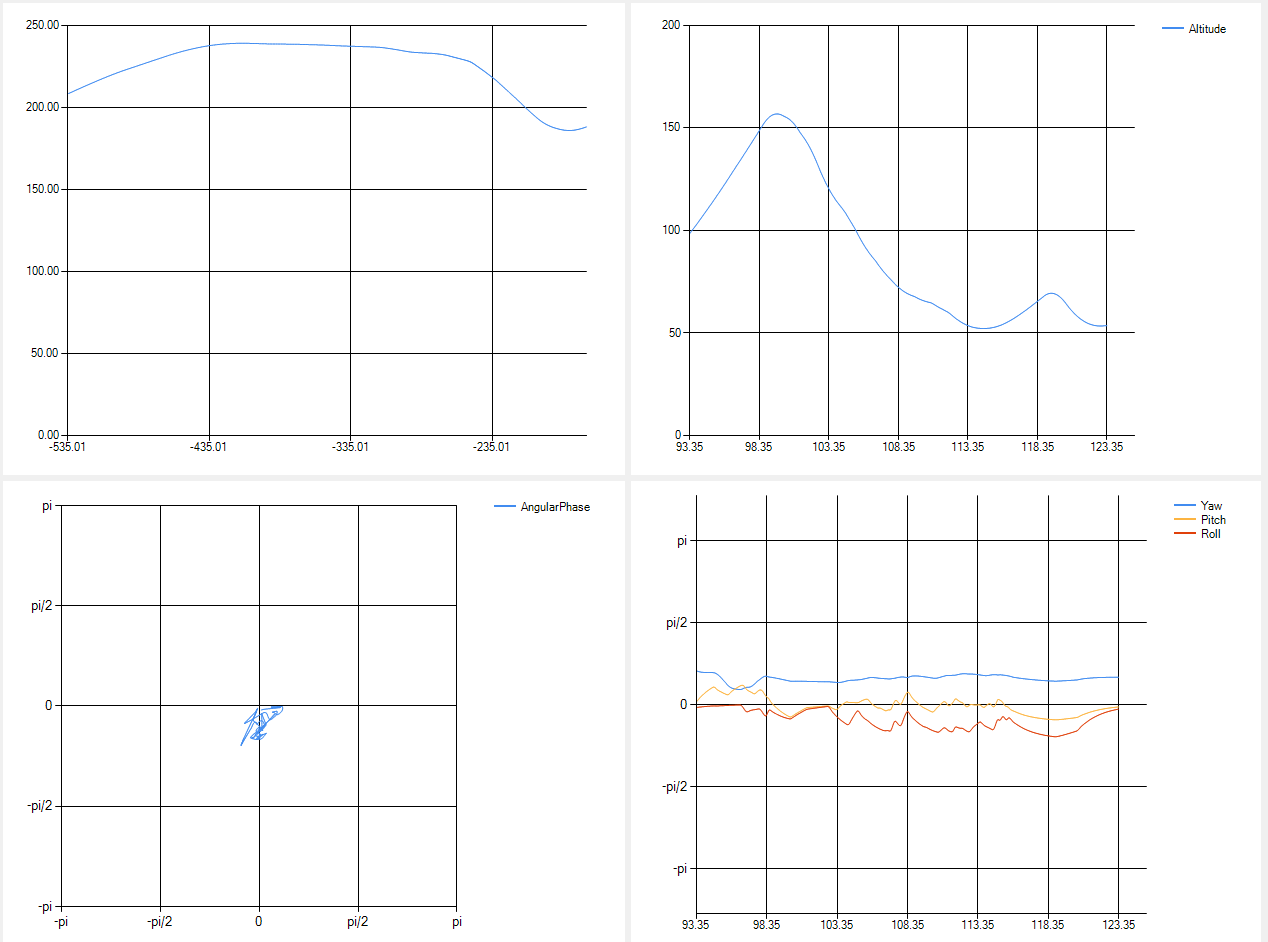 250.00
200.00
150.00
100.00
50.00
0.00
-535.01 -435.01 -335.01 -235.01
200
150
100
50
0
93.35 98.35 103.35 108.35 113.35 118.35 123.35
Altitude
pi
pi/2
0
-pi/2
-pi
-pi -pi/2 0 pi/2 pi
AngularPhase
pi
pi/2
0
-pi/2
-pi
93.35 98.35 103.35 108.35 113.35 118.35 123.35
Yaw
Pitch
Roll